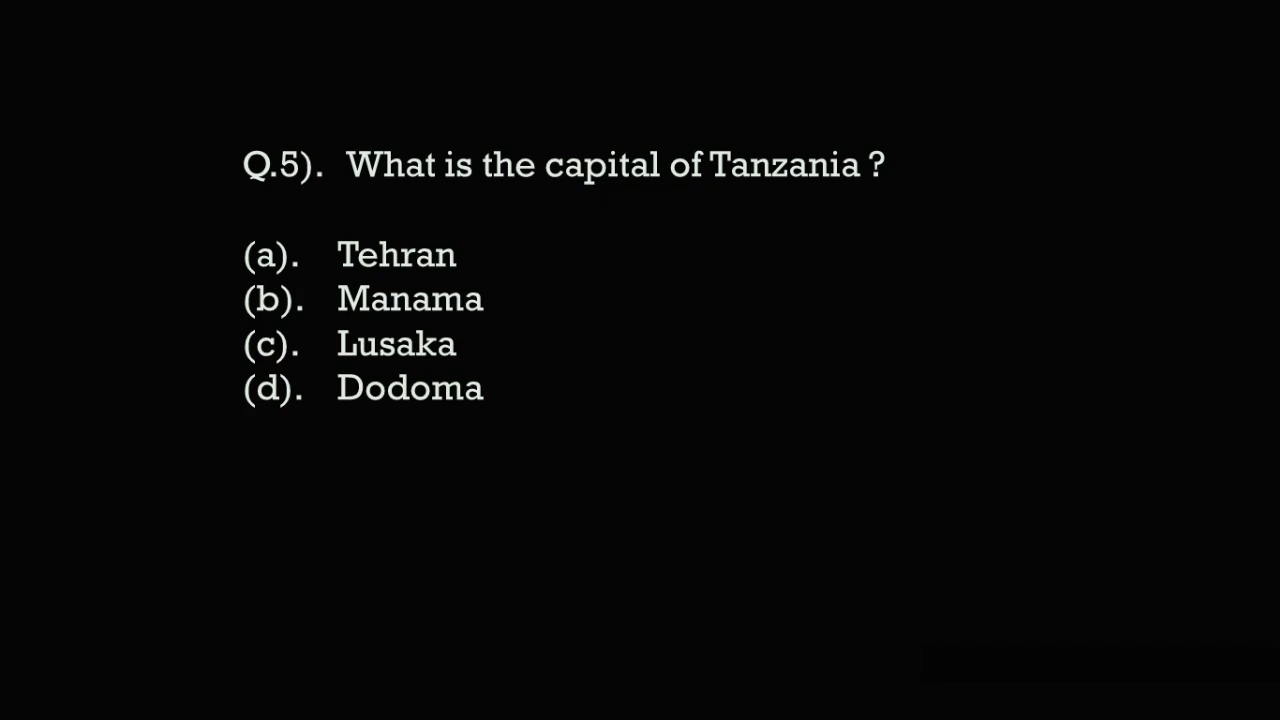 Q.5). What is the capital of Tanzania ?
(a). Tehran
(b). Manama
(c). Lusaka
(d). Dodoma